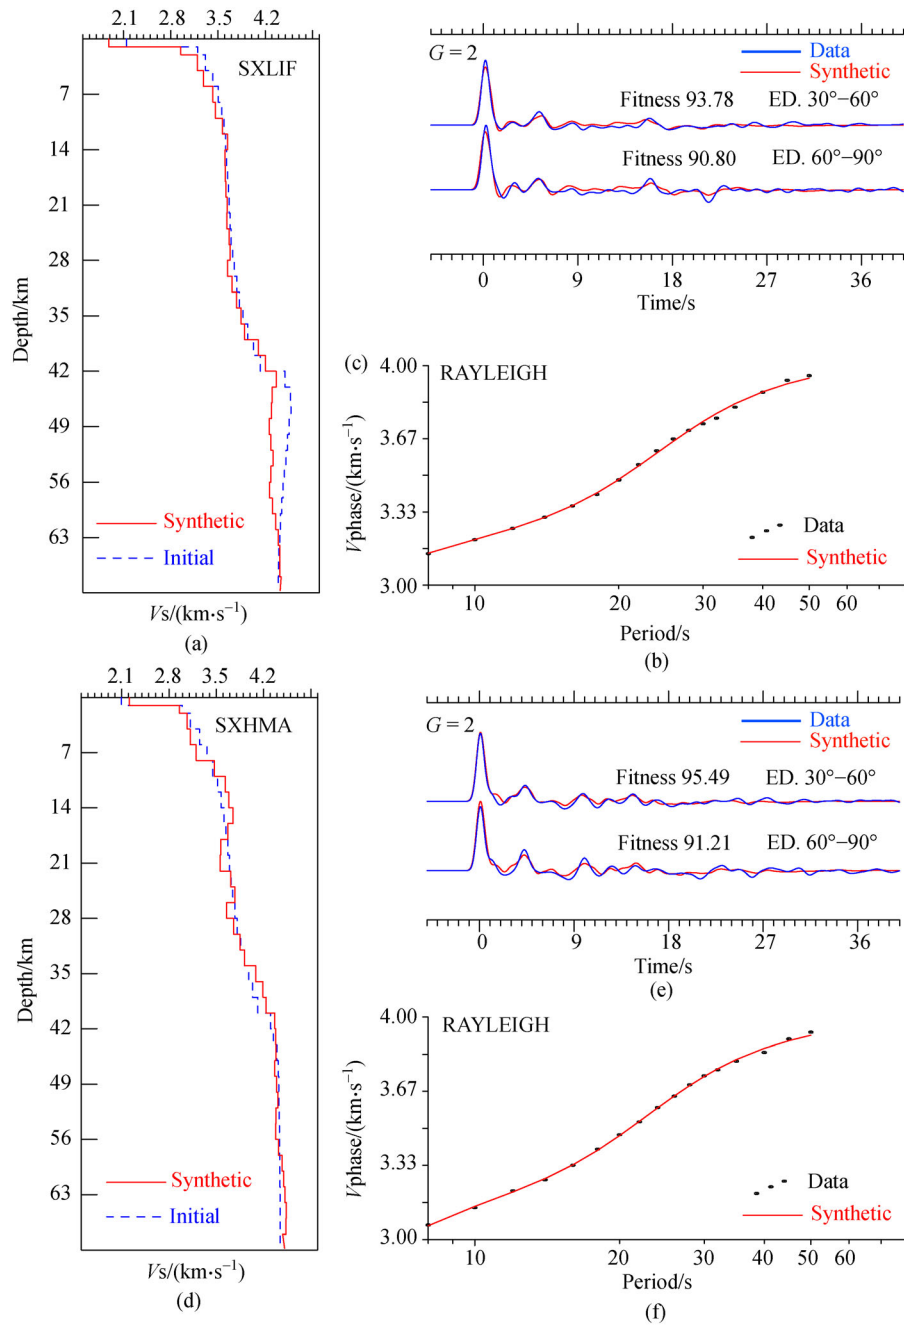 2.1 2.8 3.5 4.2
SXLIF
7
14
21
28
35
42
49
56
63
Depth/km
Synthetic
Initial
Vs/(km·s⁻¹)
(a)
G = 2
Data
Synthetic
Fitness 93.78 ED. 30°−60°
Fitness 90.80 ED. 60°−90°
0 9 18 27 36
Time/s
(c)
RAYLEIGH
4.00
3.67
3.33
3.00
Vphase/(km·s⁻¹)
Data
Synthetic
10 20 30 40 50 60
Period/s
(b)
2.1 2.8 3.5 4.2
SXHMA
7
14
21
28
35
42
49
56
63
Depth/km
Synthetic
Initial
Vs/(km·s⁻¹)
(d)
G = 2
Data
Synthetic
Fitness 95.49 ED. 30°−60°
Fitness 91.21 ED. 60°−90°
0 9 18 27 36
Time/s
(e)
RAYLEIGH
4.00
3.67
3.33
3.00
Vphase/(km·s⁻¹)
Data
Synthetic
10 20 30 40 50 60
Period/s
(f)